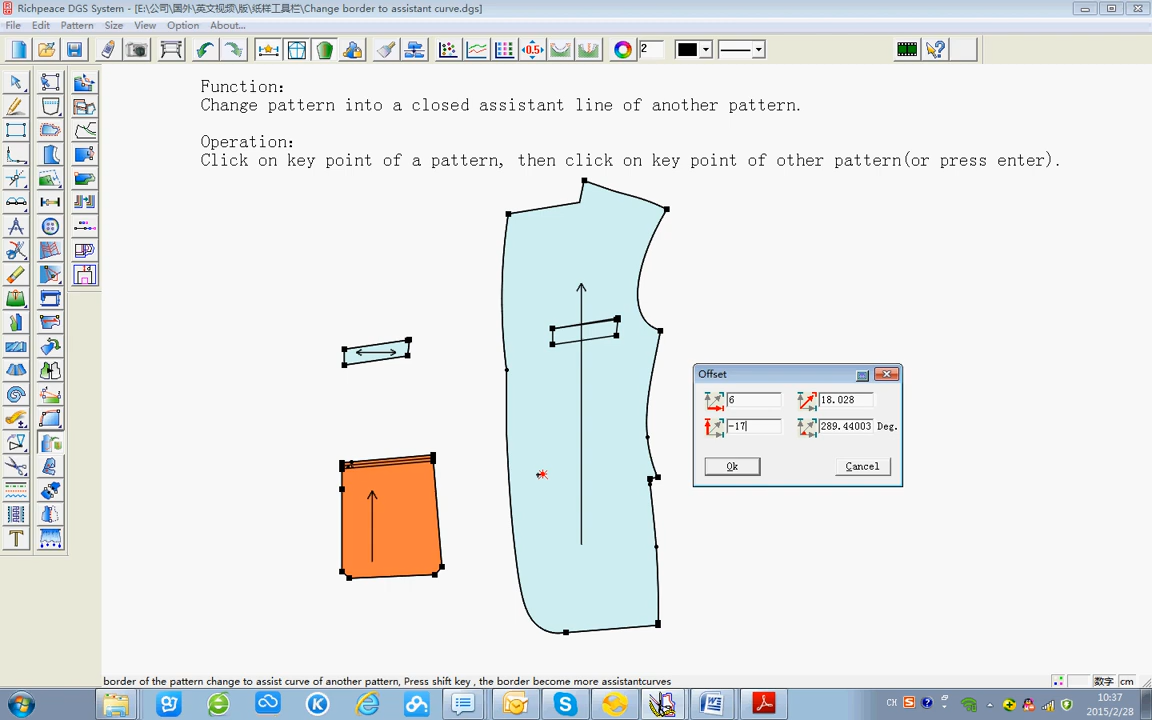 Richpeace DGS System - [E:\公司\国外\英文视频\版\纸样工具栏\Change border to assistant curve.dgs]
File Edit Pattern Size View Option About...
0.5 2
Function:
Change pattern into a closed assistant line of another pattern.
Operation:
Click on key point of a pattern, then click on key point of other pattern(or press enter).
Offset
6 18.028
-17 289.44003 Deg.
Ok Cancel
border of the pattern change to assist curve of another pattern, Press shift key , the border become more assistantcurves
数字 cm
CH
10:37
2015/2/28